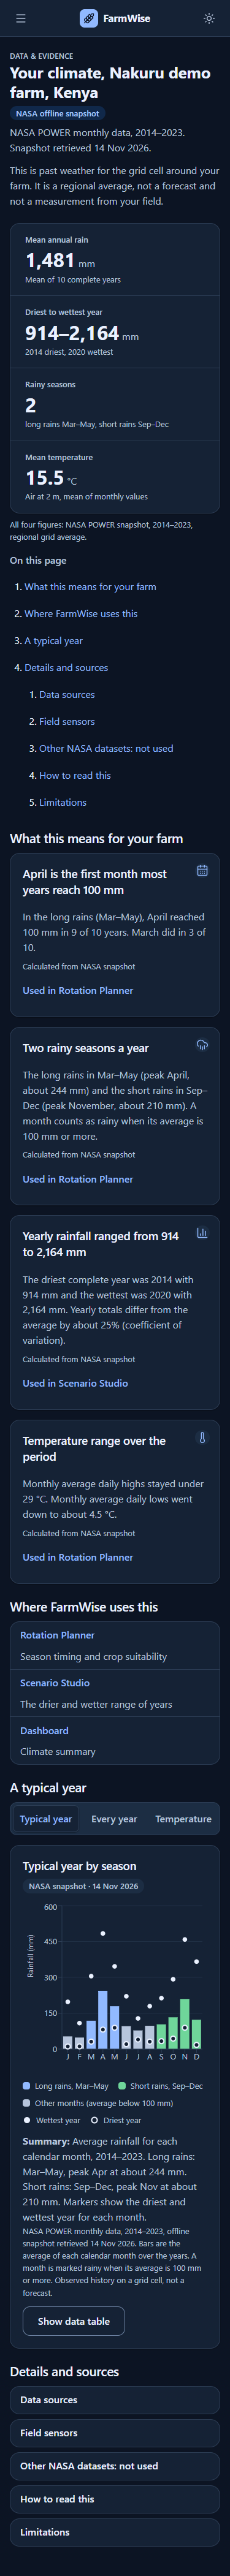 FarmWise
DATA & EVIDENCE
Your climate, Nakuru demo
farm, Kenya
NASA offline snapshot
NASA POWER monthly data, 2014–2023.
Snapshot retrieved 14 Nov 2026.
This is past weather for the grid cell around your
farm. It is a regional average, not a forecast and
not a measurement from your field.
Mean annual rain
1,481 mm
Mean of 10 complete years
Driest to wettest year
914–2,164 mm
2014 driest, 2020 wettest
Rainy seasons
2
long rains Mar–May, short rains Sep–Dec
Mean temperature
15.5 °C
Air at 2 m, mean of monthly values
All four figures: NASA POWER snapshot, 2014–2023,
regional grid average.
On this page
1. What this means for your farm
2. Where FarmWise uses this
3. A typical year
4. Details and sources
1. Data sources
2. Field sensors
3. Other NASA datasets: not used
4. How to read this
5. Limitations
What this means for your farm
April is the first month most
years reach 100 mm
In the long rains (Mar–May), April reached
100 mm in 9 of 10 years. March did in 3 of
10.
Calculated from NASA snapshot
Used in Rotation Planner
Two rainy seasons a year
The long rains in Mar–May (peak April,
about 244 mm) and the short rains in Sep–
Dec (peak November, about 210 mm). A
month counts as rainy when its average is
100 mm or more.
Calculated from NASA snapshot
Used in Rotation Planner
Yearly rainfall ranged from 914
to 2,164 mm
The driest complete year was 2014 with
914 mm and the wettest was 2020 with
2,164 mm. Yearly totals differ from the
average by about 25% (coefficient of
variation).
Calculated from NASA snapshot
Used in Scenario Studio
Temperature range over the
period
Monthly average daily highs stayed under
29 °C. Monthly average daily lows went
down to about 4.5 °C.
Calculated from NASA snapshot
Used in Rotation Planner
Where FarmWise uses this
Rotation Planner
Season timing and crop suitability
Scenario Studio
The drier and wetter range of years
Dashboard
Climate summary
A typical year
Typical year Every year Temperature
Typical year by season
NASA snapshot · 14 Nov 2026
Rainfall (mm)
600
450
300
150
0
J F M A M J J A S O N D
Long rains, Mar–May Short rains, Sep–Dec
Other months (average below 100 mm)
Wettest year Driest year
Summary: Average rainfall for each
calendar month, 2014–2023. Long rains:
Mar–May, peak Apr at about 244 mm.
Short rains: Sep–Dec, peak Nov at about
210 mm. Markers show the driest and
wettest year for each month.
NASA POWER monthly data, 2014–2023, offline
snapshot retrieved 14 Nov 2026. Bars are the
average of each calendar month over the years. A
month is marked rainy when its average is 100 mm
or more. Observed history on a grid cell, not a
forecast.
Show data table
Details and sources
Data sources
Field sensors
Other NASA datasets: not used
How to read this
Limitations